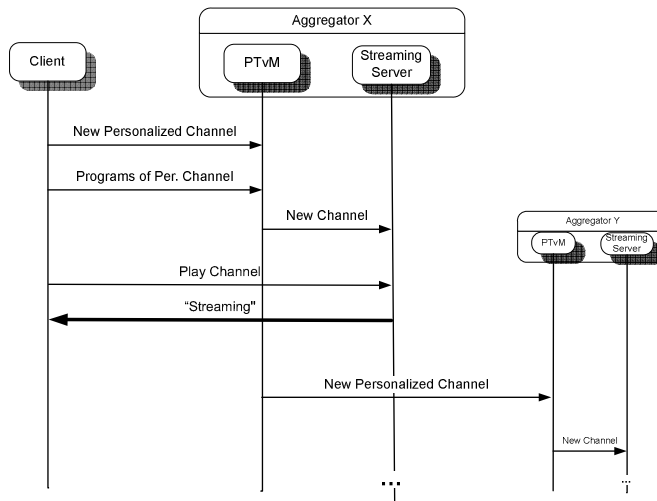 Aggregator X
Client
PTvM
Streaming
Server
New Personalized Channel
Programs of Per. Channel
New Channel
Aggregator Y
PTvM
Streaming
Server
Play Channel
“Streaming"
New Personalized Channel
New Channel
...
...